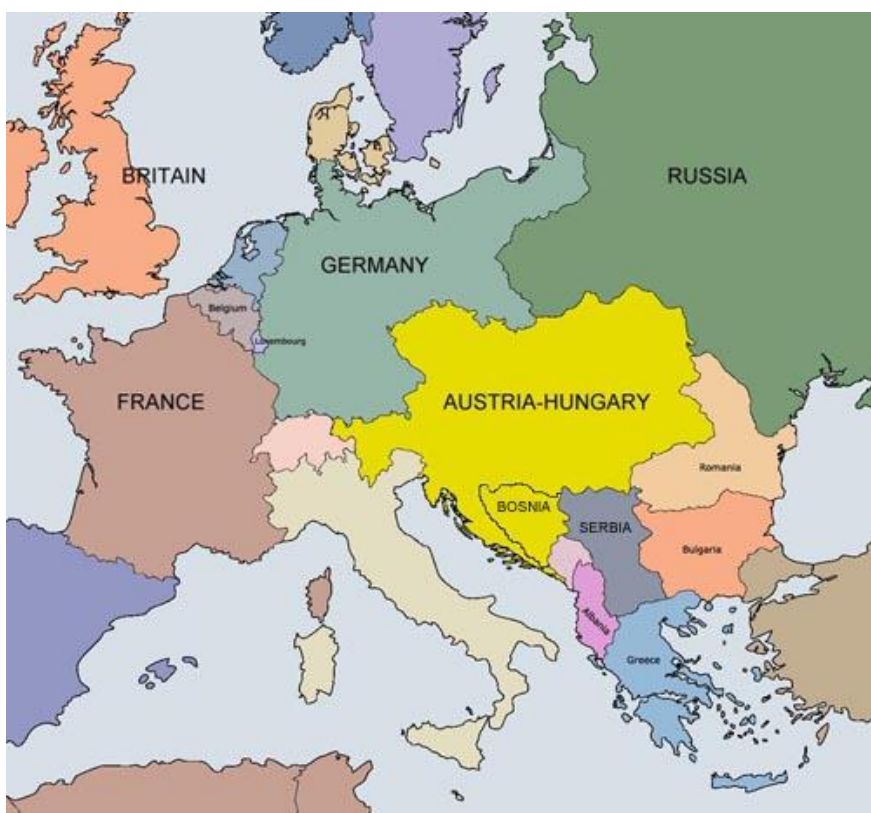 BRITAIN
RUSSIA
GERMANY
Belgium
Luxembourg
FRANCE
AUSTRIA-HUNGARY
Romania
BOSNIA
SERBIA
Bulgaria
Albania
Greece